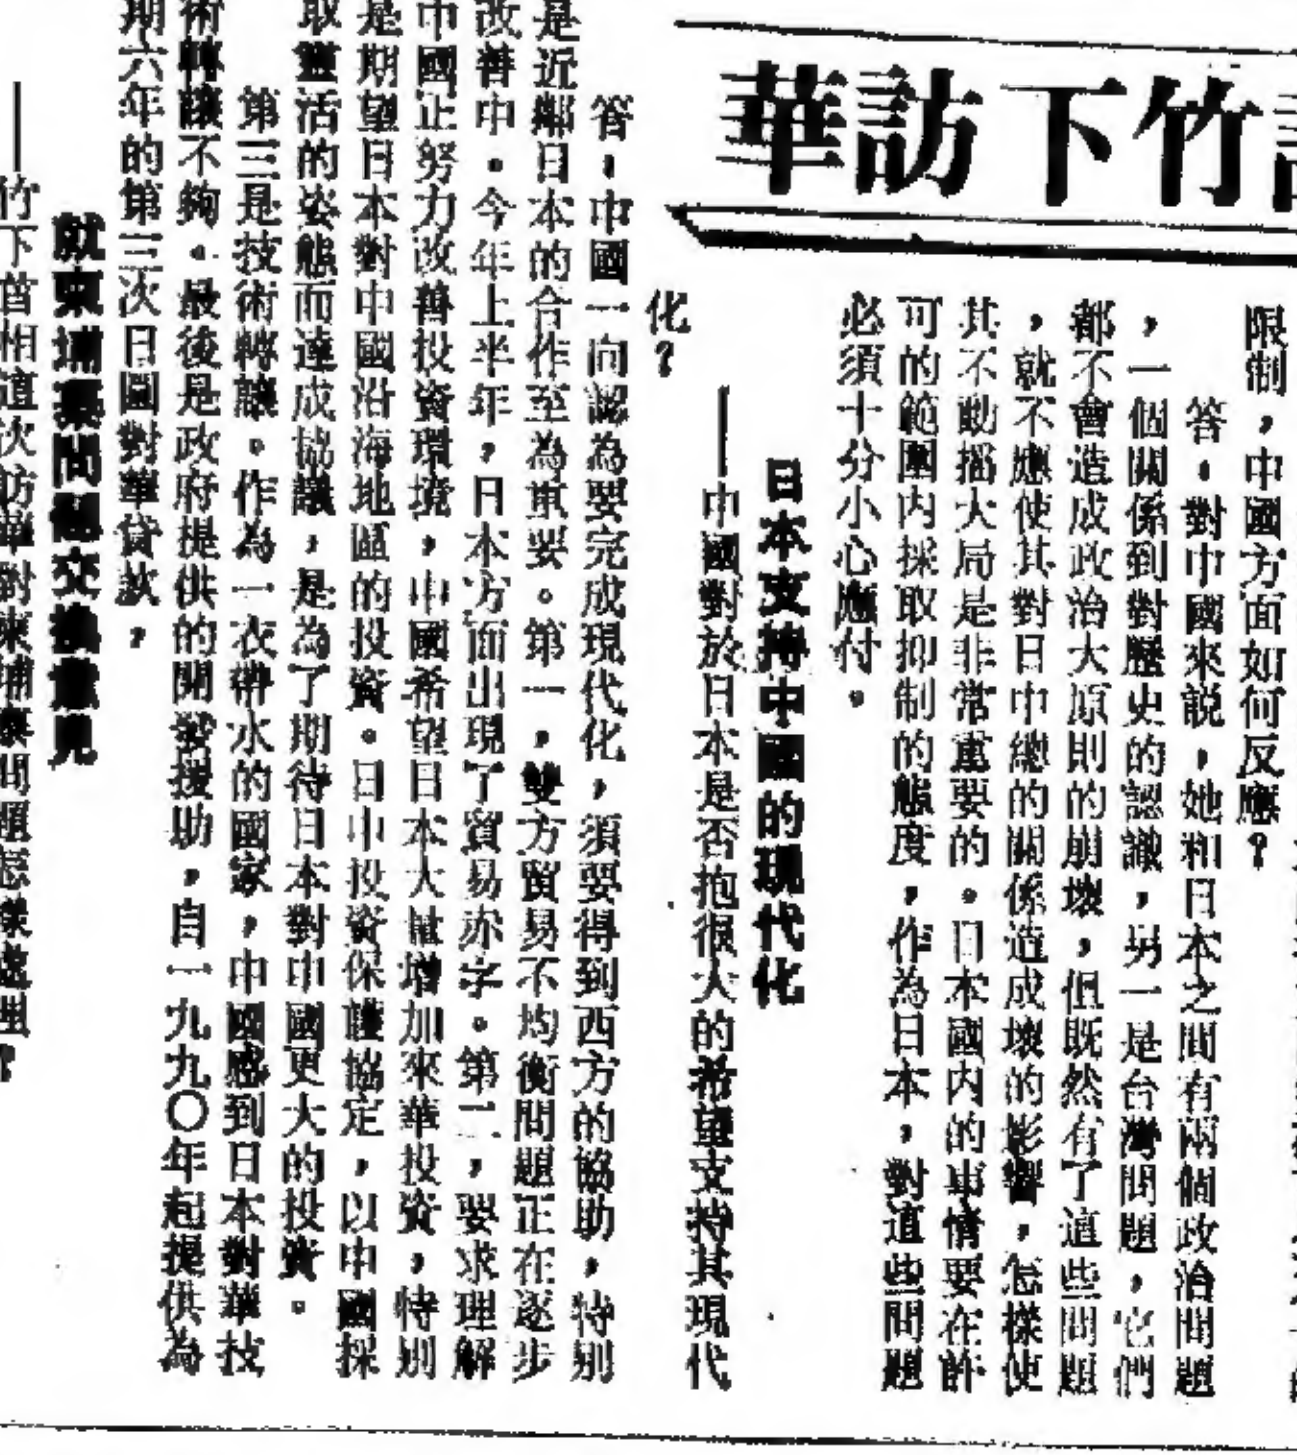 竹下訪華
限制，中國方面如何反應？
答：對中國來説，她和日本之間有兩個政治問題
，一個關係到對歷史的認識，另一是台灣問題，它們
都不會造成政治大原則的崩壞，但既然有了這些問題
，就不應使其對日中總的關係造成壞的影響，怎樣使
其不動搖大局是非常重要的。日本國内的事情要在許
可的範圍内採取抑制的態度，作為日本，對這些問題
必須十分小心應付。
日本支持中國的現代化
——中國對於日本是否抱很大的希望支持其現代
化？
答：中國一向認為要完成現代化，須要得到西方的協助，特别
是近鄰日本的合作至為重要。第一，雙方貿易不均衡問題正在逐步
改善中。今年上半年，日本方面出現了貿易赤字。第二，要求理解
中國正努力改善投資環境，中國希望日本大量增加來華投資，特别
是期望日本對中國沿海地區的投資。日中投資保護協定，以中國採
取靈活的姿態而達成協議，是為了期待日本對中國更大的投資。
第三是技術轉讓。作為一衣帶水的國家，中國感到日本對華技
術轉讓不夠。最後是政府提供的開發援助，自一九九〇年起提供為
期六年的第三次日圓對華貸款，
就柬埔寨問題交換意見
——竹下首相這次訪華對柬埔寨問題怎樣處理？